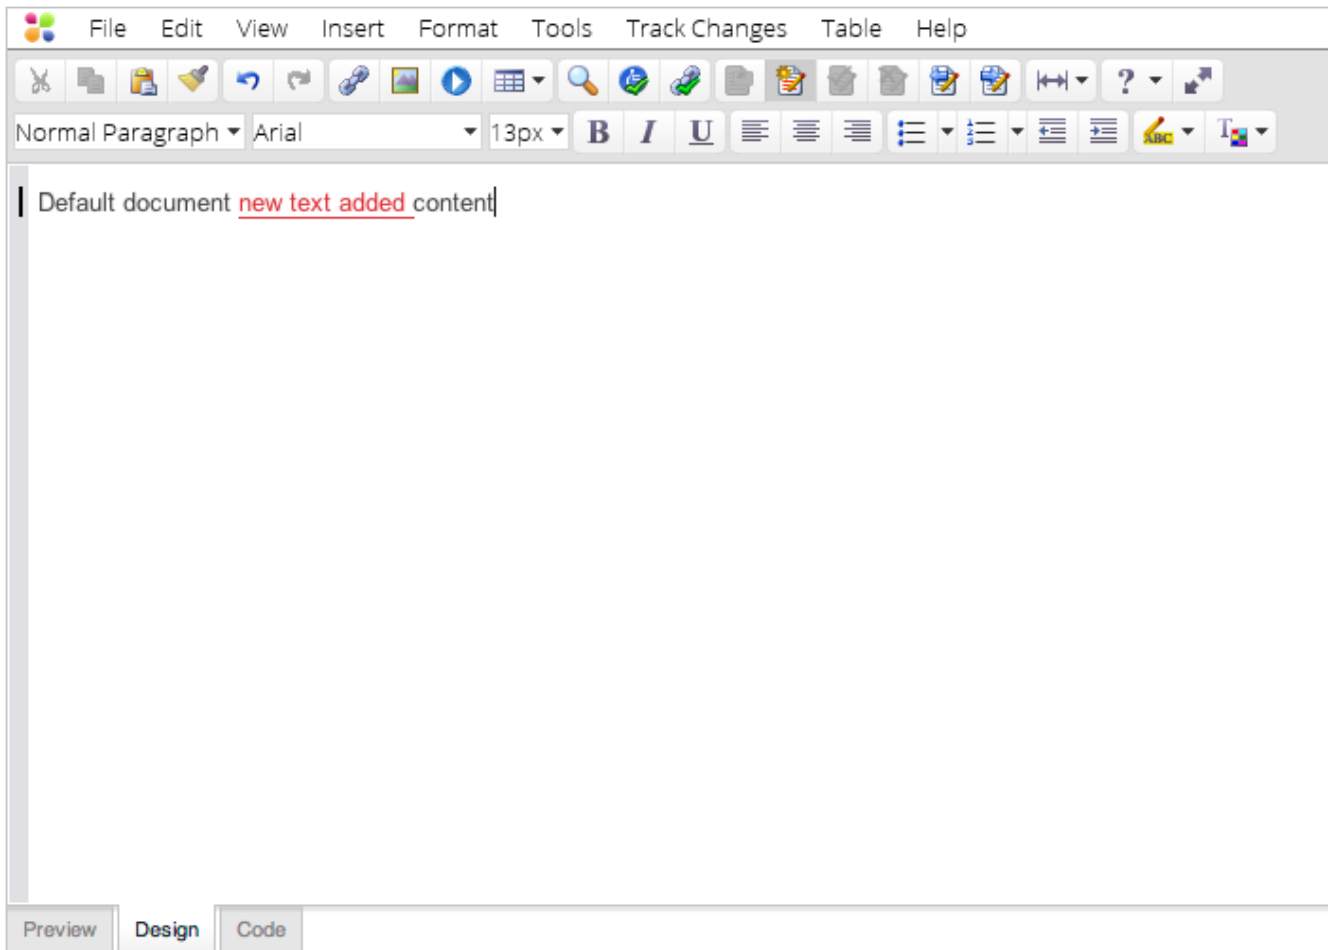 File Edit View Insert Format Tools Track Changes Table Help
?
Normal Paragraph Arial 13px B I U ABC T
Default document new text added content
Preview Design Code